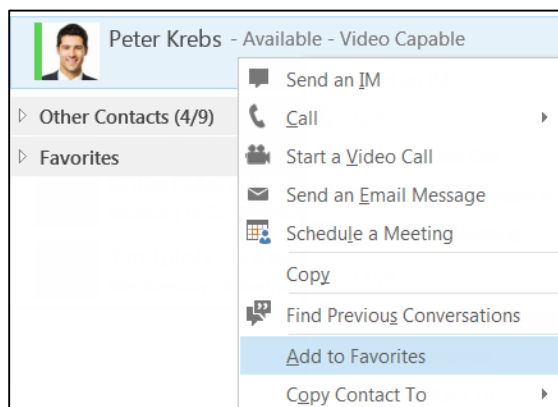 Peter Krebs - Available - Video Capable
Send an IM
Call
Start a Video Call
Send an Email Message
Schedule a Meeting
Copy
Find Previous Conversations
Add to Favorites
Copy Contact To
Other Contacts (4/9)
Favorites